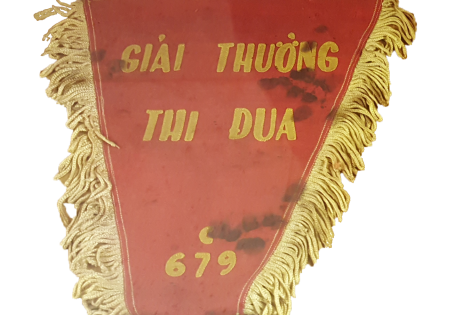 GIẢI THƯỞNG
THI ĐUA
C
679